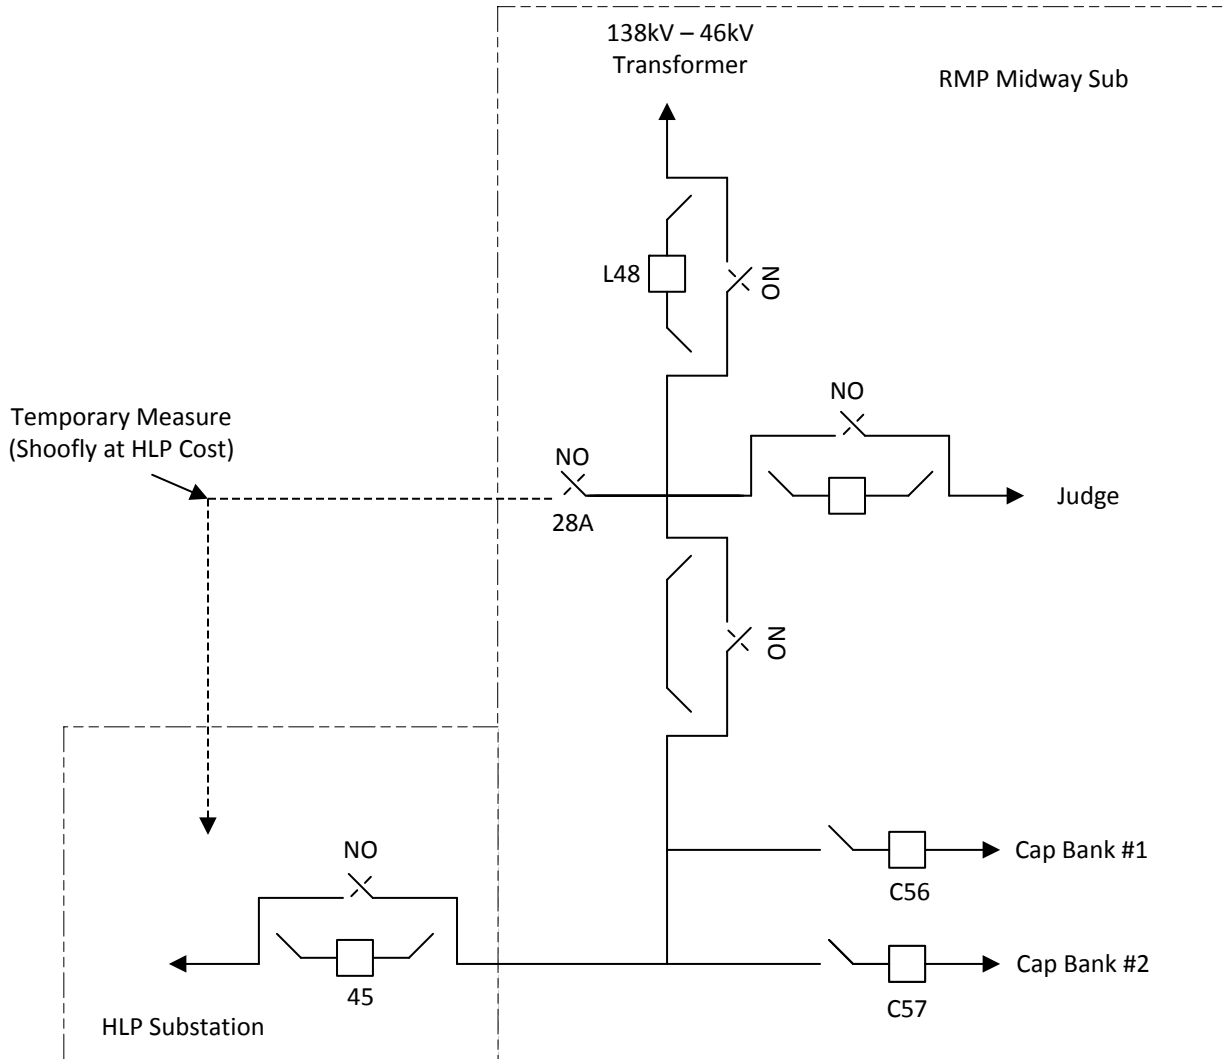 138kV – 46kV
Transformer
RMP Midway Sub
L48
NO
NO
Temporary Measure
(Shoofly at HLP Cost)
NO
28A
Judge
NO
Cap Bank #1
C56
NO
45
Cap Bank #2
C57
HLP Substation